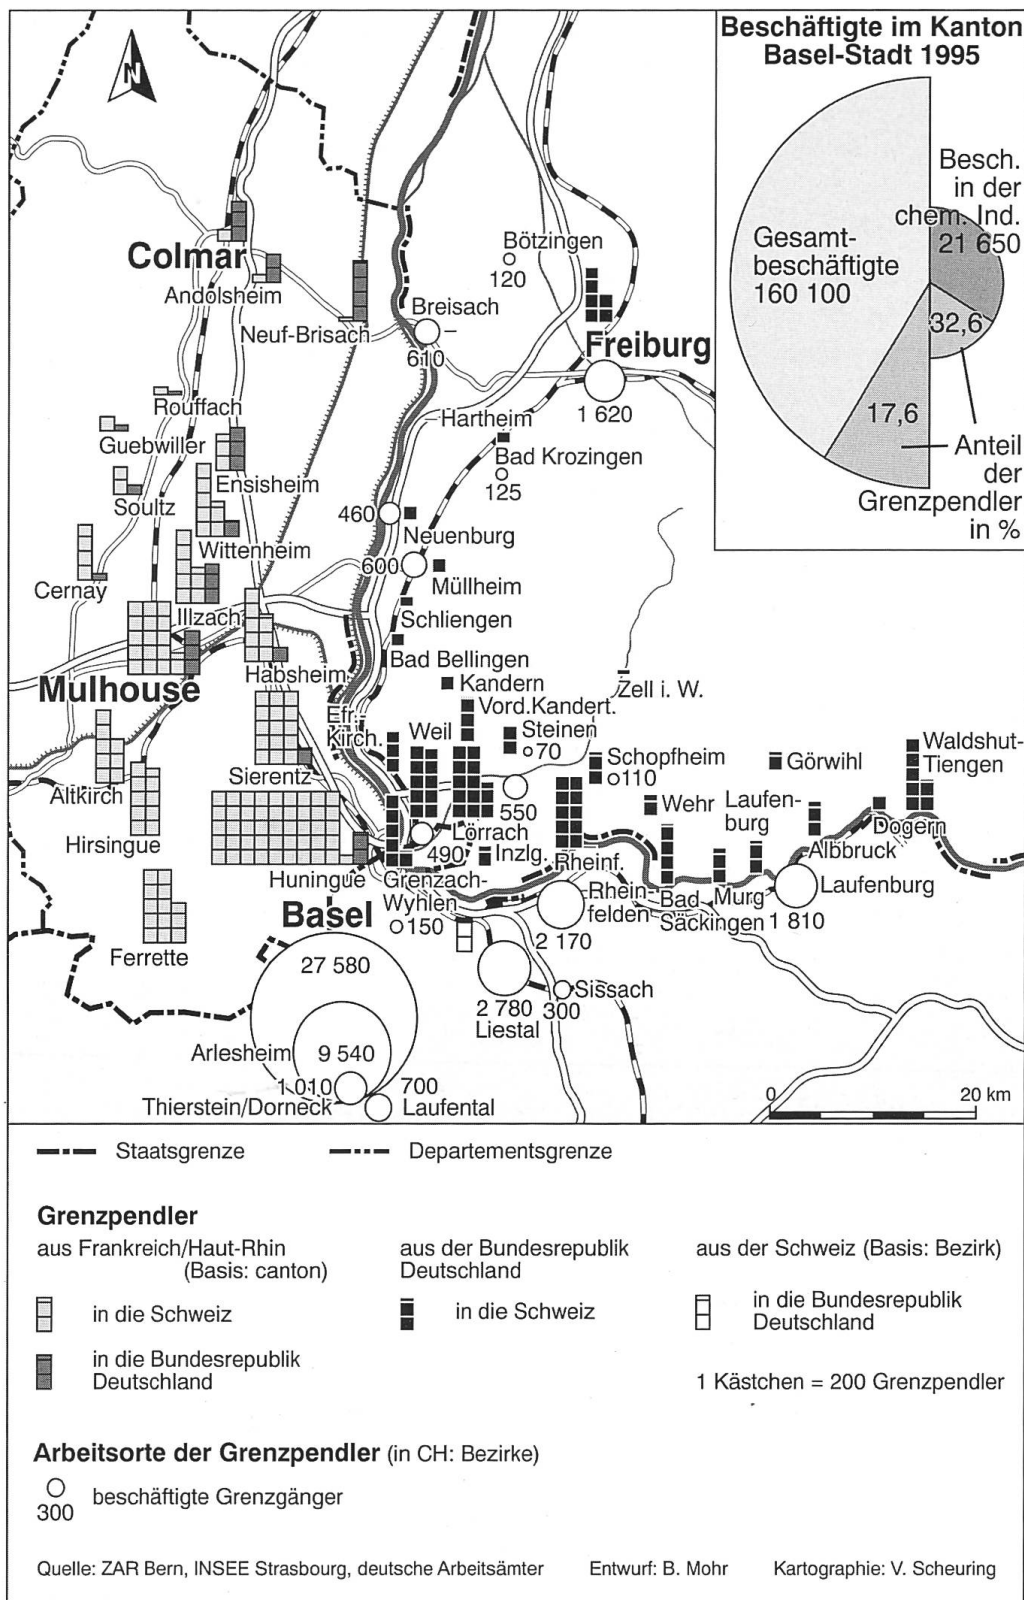 Beschäftigte im Kanton
Basel-Stadt 1995
Besch.
in der
chem. Ind.
21 650
Gesamt-
beschäftigte
160 100
32,6
17,6
Anteil
der
Grenzpendler
in %
N
Colmar
Andolsheim
Neuf-Brisach
Bötzingen
120
Breisach
610
Freiburg
1 620
Rouffach
Guebwiller
Soultz
Ensisheim
Hartheim
Bad Krozingen
125
460
Neuenburg
Wittenheim
Cernay
600
Müllheim
Illzach
Schliengen
Habsheim
Bad Bellingen
Mulhouse
Kandern
Zell i. W.
Vord.Kandert.
Efr.-
Kirch.
Weil
Steinen
70
Sierentz
Schopfheim
110
Görwihl
Waldshut-
Tiengen
Altkirch
Wehr
Laufen-
burg
550
Hirsingue
Lörrach
490
Inzlg.
Dogern
Albbruck
Huningue
Grenzach-
Wyhlen
150
Rheinf.
Rhein-
felden
2 170
Bad
Säckingen
Murg
Laufenburg
1 810
Basel
27 580
Ferrette
2 780
Liestal
Sissach
300
Arlesheim
9 540
1 010
Thierstein/Dorneck
700
Laufental
0
20 km
Staatsgrenze
Departementsgrenze
Grenzpendler
aus Frankreich/Haut-Rhin
(Basis: canton)
in die Schweiz
in die Bundesrepublik
Deutschland
aus der Bundesrepublik
Deutschland
in die Schweiz
aus der Schweiz (Basis: Bezirk)
in die Bundesrepublik
Deutschland
1 Kästchen = 200 Grenzpendler
Arbeitsorte der Grenzpendler (in CH: Bezirke)
300
beschäftigte Grenzgänger
Quelle: ZAR Bern, INSEE Strasbourg, deutsche Arbeitsämter
Entwurf: B. Mohr
Kartographie: V. Scheuring